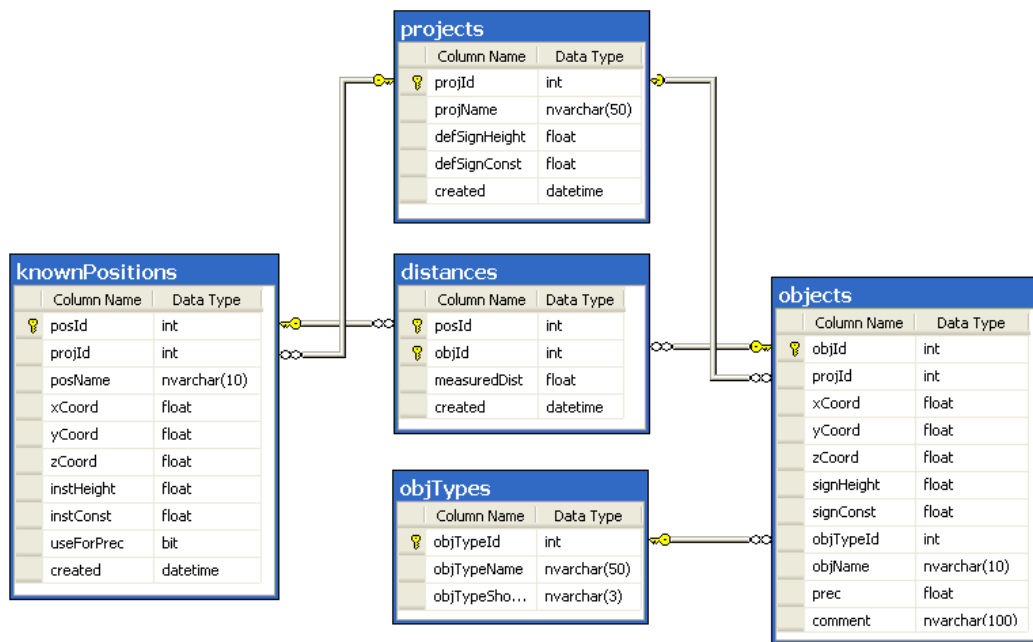 projects
Column Name Data Type
projId int
projName nvarchar(50)
defSignHeight float
defSignConst float
created datetime
knownPositions
Column Name Data Type
posId int
projId int
posName nvarchar(10)
xCoord float
yCoord float
zCoord float
instHeight float
instConst float
useForPrec bit
created datetime
distances
Column Name Data Type
posId int
objId int
measuredDist float
created datetime
objTypes
Column Name Data Type
objTypeId int
objTypeName nvarchar(50)
objTypeSho... nvarchar(3)
objects
Column Name Data Type
objId int
projId int
xCoord float
yCoord float
zCoord float
signHeight float
signConst float
objTypeId int
objName nvarchar(10)
prec float
comment nvarchar(100)